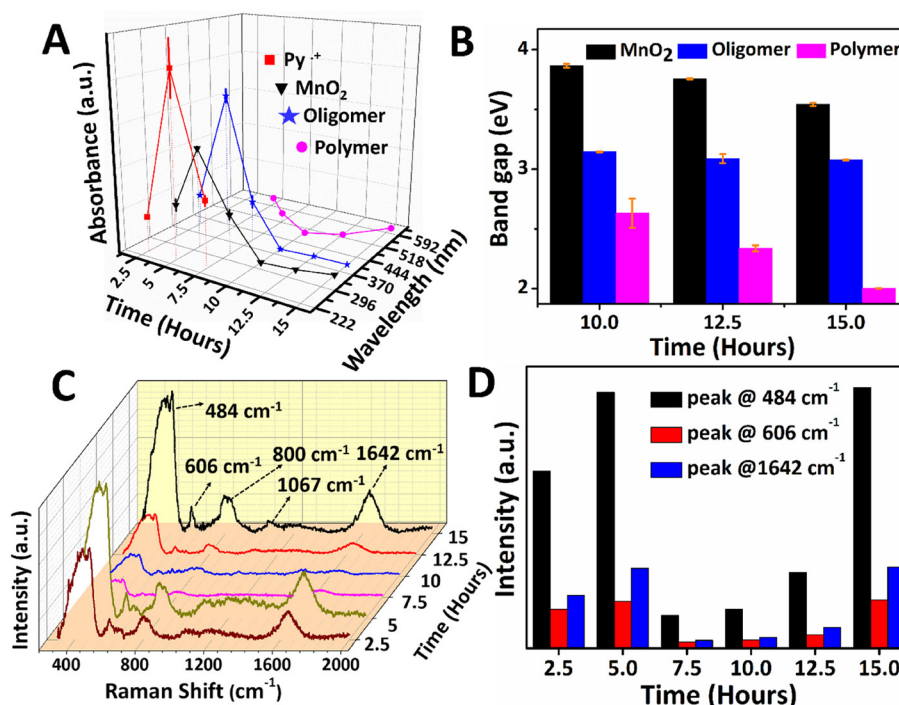 A
Absorbance (a.u.)
Py ·+
MnO2
Oligomer
Polymer
2.5
5
7.5
10
12.5
15
Time (Hours)
222
296
370
444
518
592
Wavelength (nm)
B
MnO2 Oligomer Polymer
Band gap (eV)
4
3
2
10.0 12.5 15.0
Time (Hours)
C
484 cm-1
606 cm-1
800 cm-1
1067 cm-1
1642 cm-1
Intensity (a.u.)
15
12.5
10
7.5
5
2.5
Time (Hours)
400 800 1200 1600 2000
Raman Shift (cm-1)
D
peak @ 484 cm-1
peak @ 606 cm-1
peak @1642 cm-1
Intensity (a.u.)
2.5 5.0 7.5 10.0 12.5 15.0
Time (Hours)